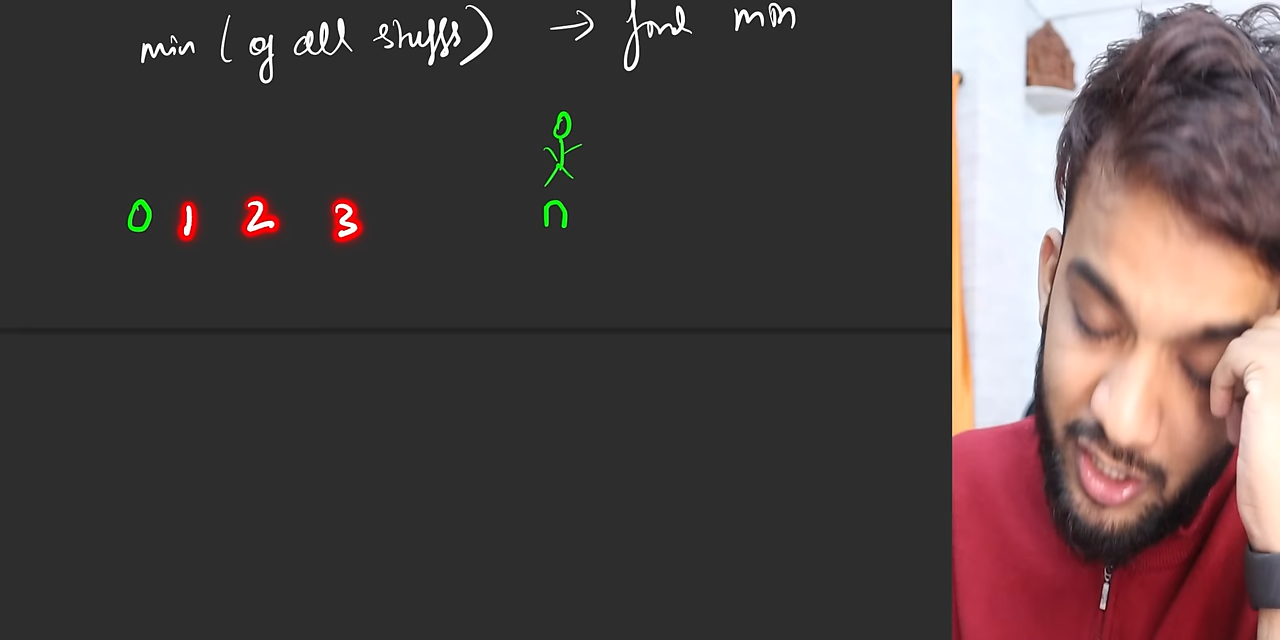 min (of all stuffs) → find min
0 1 2 3 n